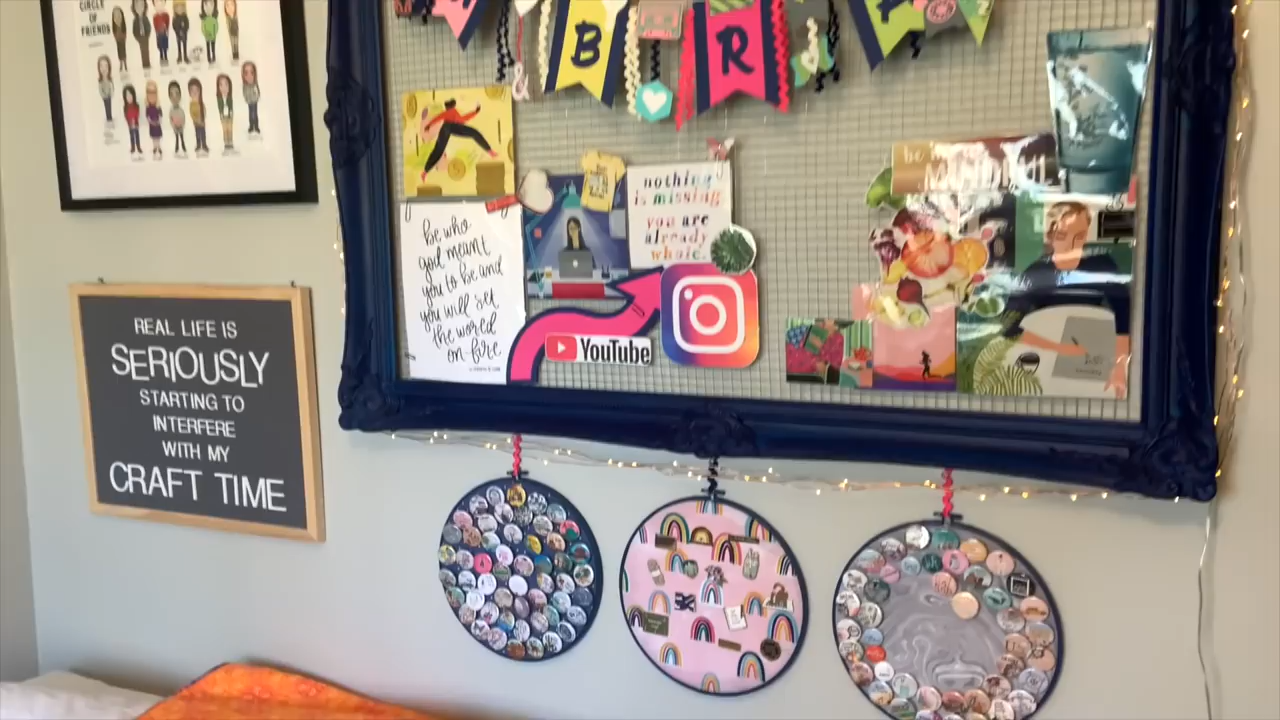 CIRCLE OF
FRIENDS
B R
be who
god meant
you to be and
you will set
the world
on fire
nothing
is missing
you are
already
whole.
YouTube
be
MINDFUL
REAL LIFE IS
SERIOUSLY
STARTING TO
INTERFERE
WITH MY
CRAFT TIME